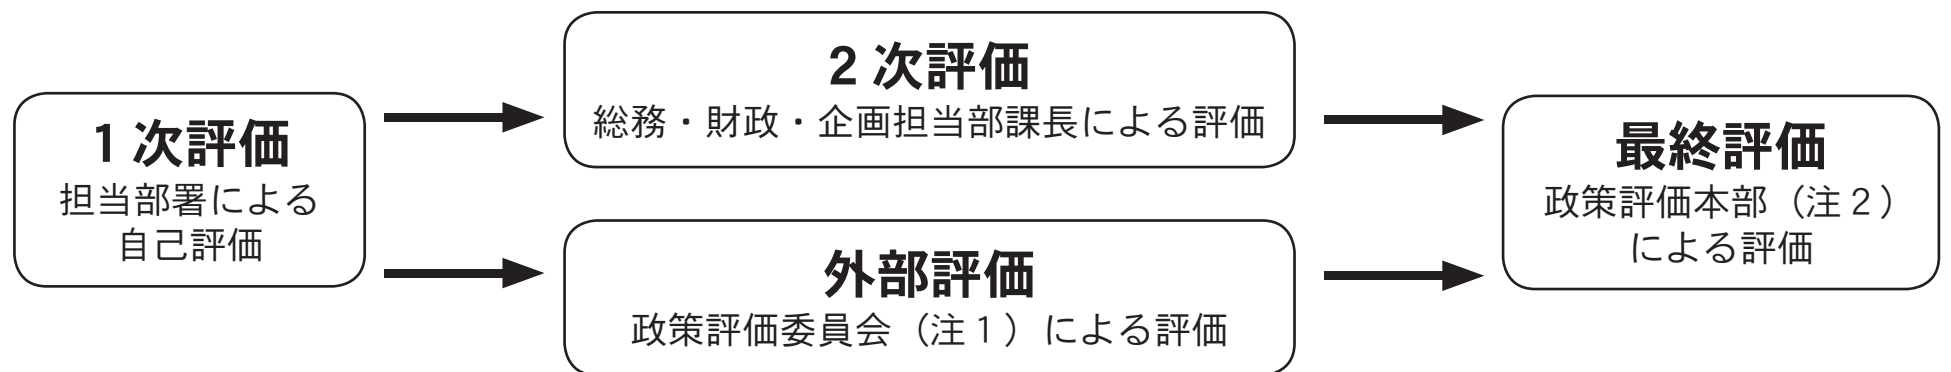 1次評価
担当部署による
自己評価
2次評価
総務・財政・企画担当部課長による評価
外部評価
政策評価委員会（注1）による評価
最終評価
政策評価本部（注2）
による評価